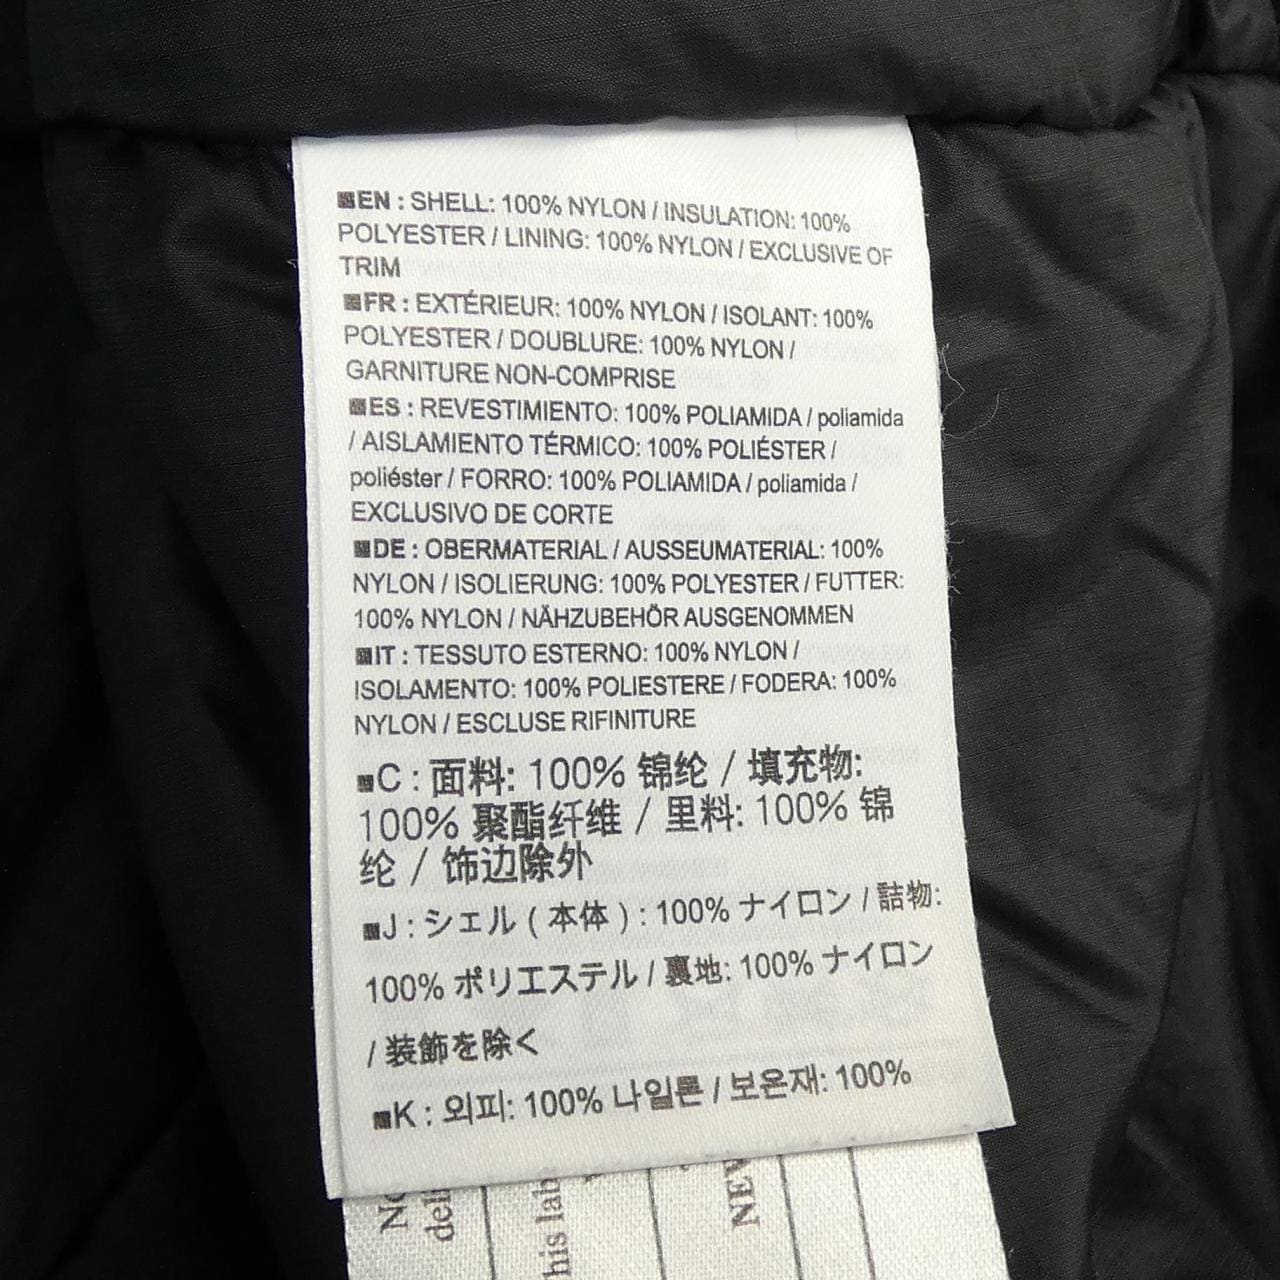 ■EN : SHELL: 100% NYLON / INSULATION: 100%
POLYESTER / LINING: 100% NYLON / EXCLUSIVE OF
TRIM
■FR : EXTÉRIEUR: 100% NYLON / ISOLANT: 100%
POLYESTER / DOUBLURE: 100% NYLON /
GARNITURE NON-COMPRISE
■ES : REVESTIMIENTO: 100% POLIAMIDA / poliamida
/ AISLAMIENTO TÉRMICO: 100% POLIÉSTER /
poliéster / FORRO: 100% POLIAMIDA / poliamida /
EXCLUSIVO DE CORTE
■DE : OBERMATERIAL / AUSSEUMATERIAL: 100%
NYLON / ISOLIERUNG: 100% POLYESTER / FUTTER:
100% NYLON / NÄHZUBEHÖR AUSGENOMMEN
■IT : TESSUTO ESTERNO: 100% NYLON /
ISOLAMENTO: 100% POLIESTERE / FODERA: 100%
NYLON / ESCLUSE RIFINITURE
■C : 面料: 100% 锦纶 / 填充物:
100% 聚酯纤维 / 里料: 100% 锦
纶 / 饰边除外
■J : シェル ( 本体 ) : 100% ナイロン / 詰物:
100% ポリエステル / 裏地: 100% ナイロン
/ 装飾を除く
■K : 외피: 100% 나일론 / 보온재: 100%